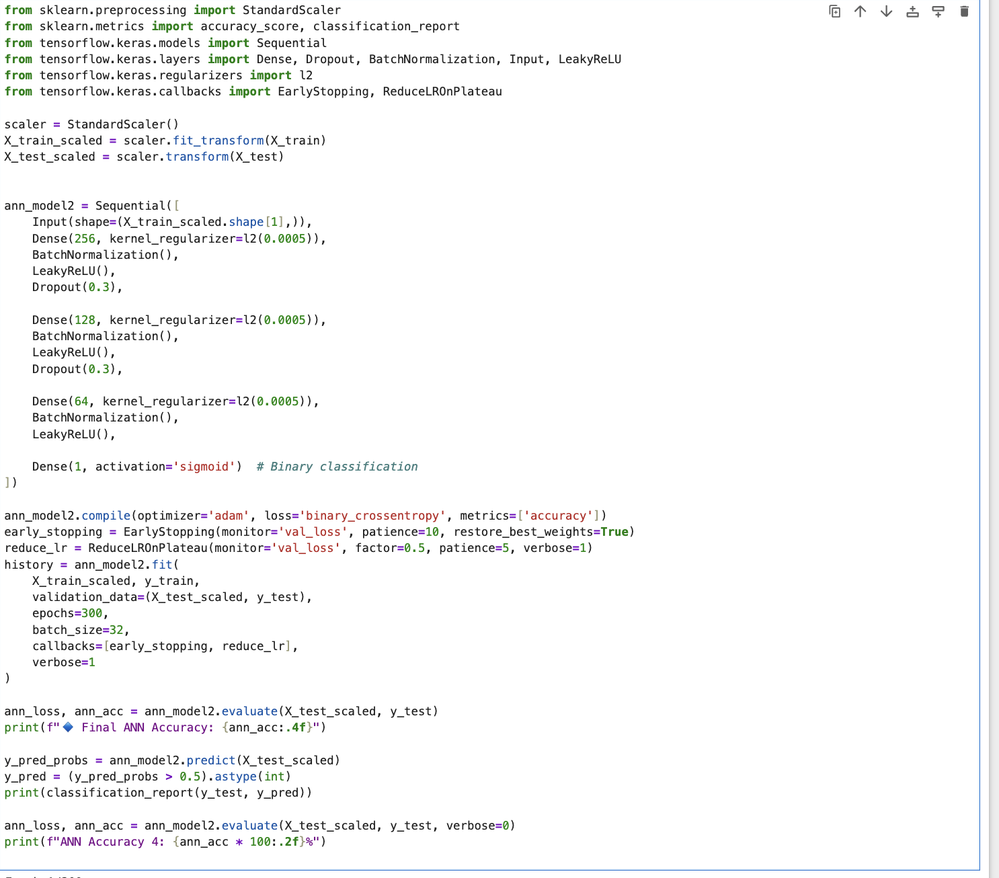 from sklearn.preprocessing import StandardScaler
from sklearn.metrics import accuracy_score, classification_report
from tensorflow.keras.models import Sequential
from tensorflow.keras.layers import Dense, Dropout, BatchNormalization, Input, LeakyReLU
from tensorflow.keras.regularizers import l2
from tensorflow.keras.callbacks import EarlyStopping, ReduceLROnPlateau

scaler = StandardScaler()
X_train_scaled = scaler.fit_transform(X_train)
X_test_scaled = scaler.transform(X_test)


ann_model2 = Sequential([
    Input(shape=(X_train_scaled.shape[1],)),
    Dense(256, kernel_regularizer=l2(0.0005)),
    BatchNormalization(),
    LeakyReLU(),
    Dropout(0.3),

    Dense(128, kernel_regularizer=l2(0.0005)),
    BatchNormalization(),
    LeakyReLU(),
    Dropout(0.3),

    Dense(64, kernel_regularizer=l2(0.0005)),
    BatchNormalization(),
    LeakyReLU(),

    Dense(1, activation='sigmoid')  # Binary classification
])

ann_model2.compile(optimizer='adam', loss='binary_crossentropy', metrics=['accuracy'])
early_stopping = EarlyStopping(monitor='val_loss', patience=10, restore_best_weights=True)
reduce_lr = ReduceLROnPlateau(monitor='val_loss', factor=0.5, patience=5, verbose=1)
history = ann_model2.fit(
    X_train_scaled, y_train,
    validation_data=(X_test_scaled, y_test),
    epochs=300,
    batch_size=32,
    callbacks=[early_stopping, reduce_lr],
    verbose=1
)

ann_loss, ann_acc = ann_model2.evaluate(X_test_scaled, y_test)
print(f"🔷 Final ANN Accuracy: {ann_acc:.4f}")

y_pred_probs = ann_model2.predict(X_test_scaled)
y_pred = (y_pred_probs > 0.5).astype(int)
print(classification_report(y_test, y_pred))

ann_loss, ann_acc = ann_model2.evaluate(X_test_scaled, y_test, verbose=0)
print(f"ANN Accuracy 4: {ann_acc * 100:.2f}%")